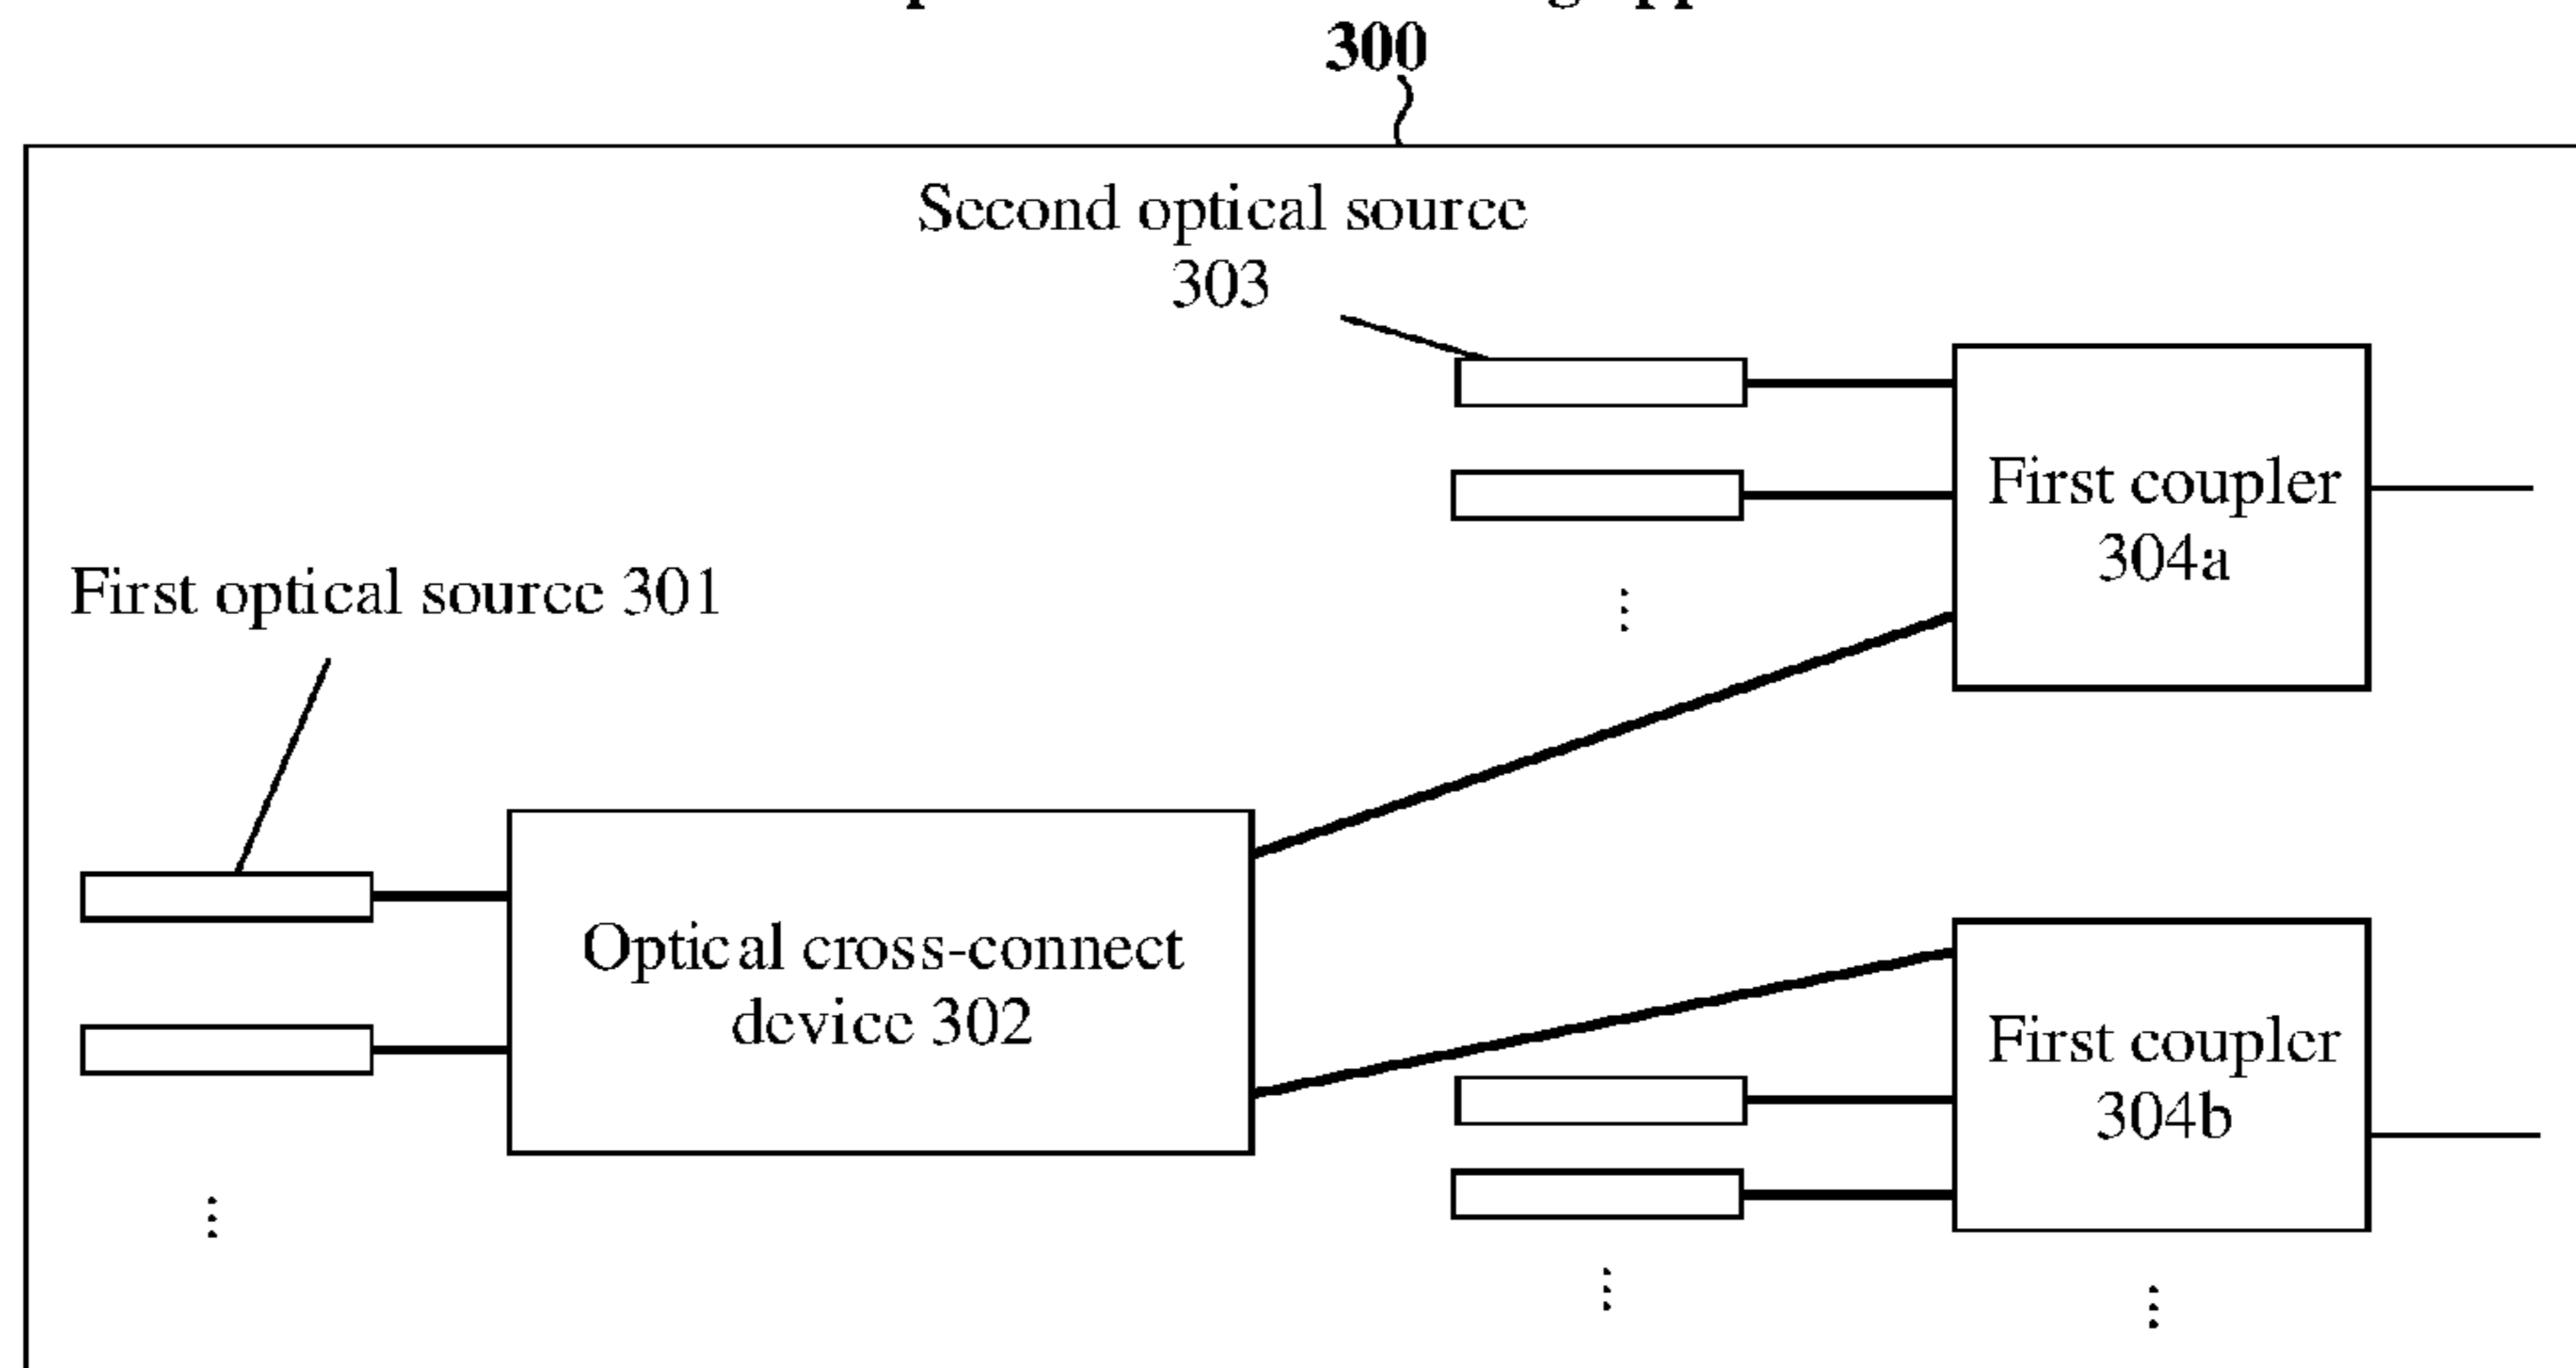 300
Second optical source
303
First coupler
304a
First optical source 301
Optical cross-connect
device 302
First coupler
304b